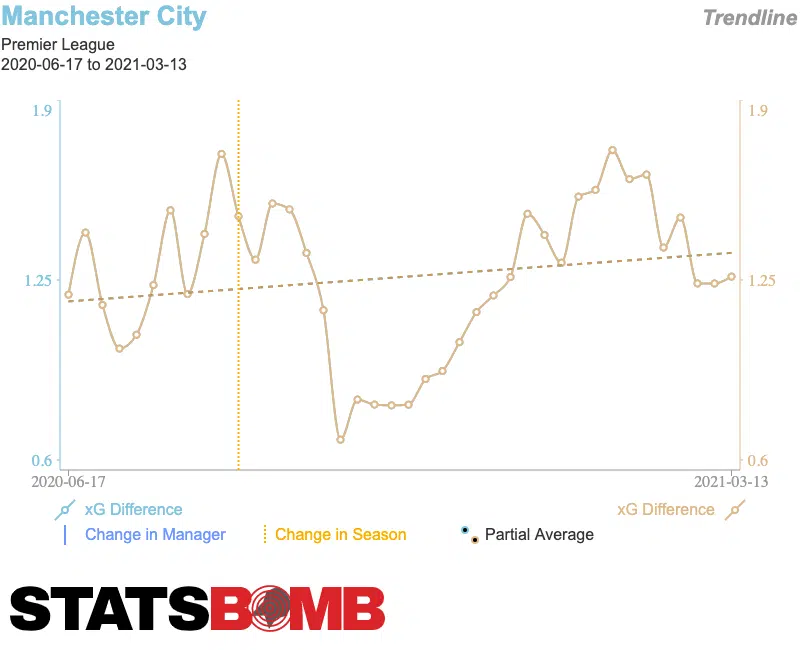 Manchester City
Trendline
Premier League
2020-06-17 to 2021-03-13
1.9
1.9
1.25
1.25
0.6
0.6
2020-06-17
2021-03-13
xG Difference
xG Difference
Change in Manager
Change in Season
Partial Average
STATSBOMB